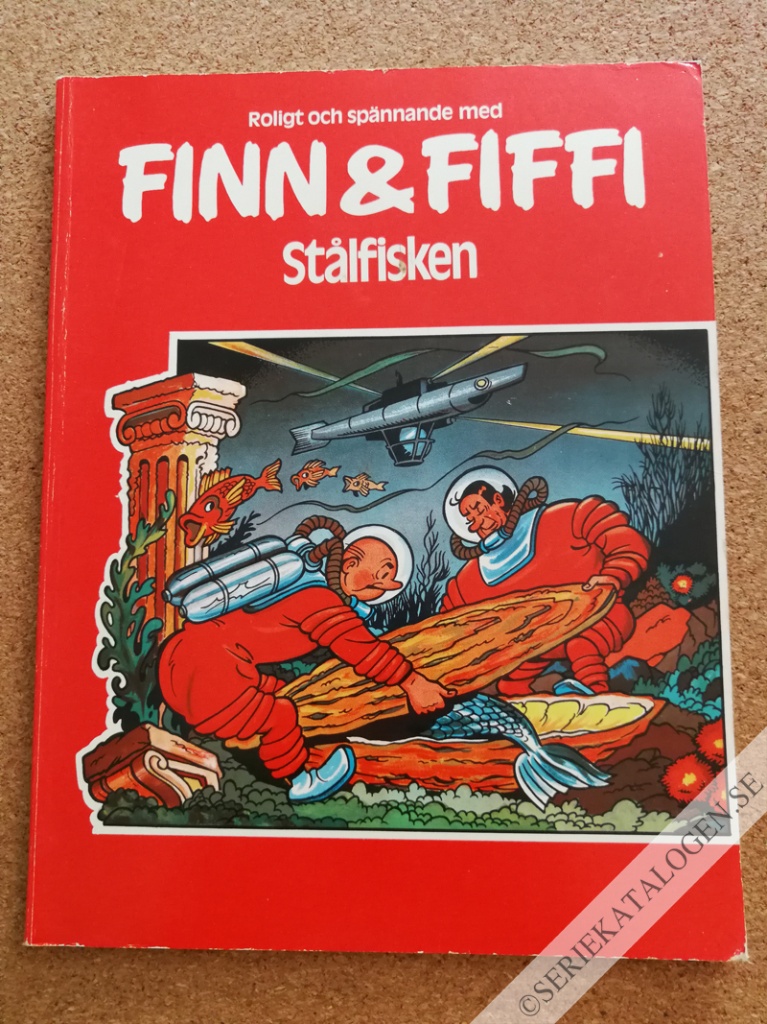 Roligt och spännande med
FINN & FIFFI
Stålfisken
©SERIEKATALOGEN.SE